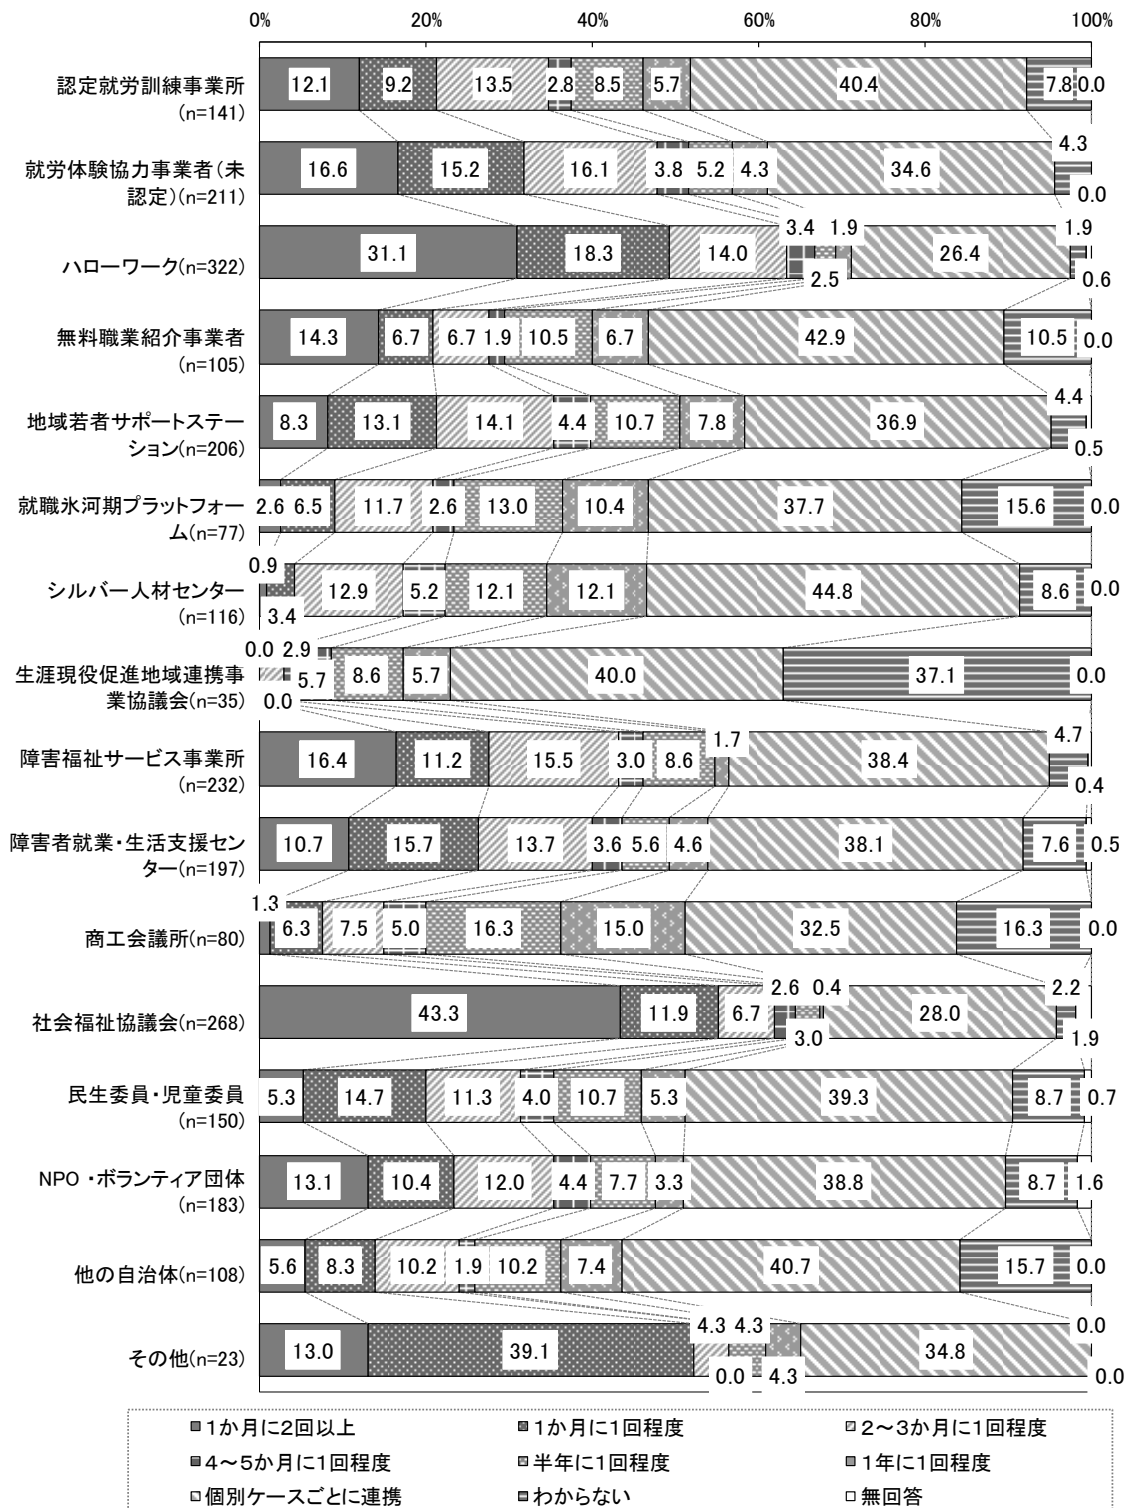 0% 20% 40% 60% 80% 100%
認定就労訓練事業所
(n=141)
12.1 9.2 13.5 2.8 8.5 5.7 40.4 7.8 0.0
就労体験協力事業者(未
認定)(n=211)
16.6 15.2 16.1 3.8 5.2 4.3 34.6 4.3 0.0
ハローワーク(n=322)
31.1 18.3 14.0 3.4 2.5 1.9 26.4 1.9 0.6
無料職業紹介事業者
(n=105)
14.3 6.7 6.7 1.9 10.5 6.7 42.9 10.5 0.0
地域若者サポートステー
ション(n=206)
8.3 13.1 14.1 4.4 10.7 7.8 36.9 4.4 0.5
就職氷河期プラットフォー
ム(n=77)
2.6 6.5 11.7 2.6 13.0 10.4 37.7 15.6 0.0
シルバー人材センター
(n=116)
0.9 3.4 12.9 5.2 12.1 12.1 44.8 8.6 0.0
生涯現役促進地域連携事
業協議会(n=35)
0.0 0.0 2.9 5.7 8.6 5.7 40.0 37.1 0.0
障害福祉サービス事業所
(n=232)
16.4 11.2 15.5 3.0 8.6 1.7 38.4 4.7 0.4
障害者就業・生活支援セン
ター(n=197)
10.7 15.7 13.7 3.6 5.6 4.6 38.1 7.6 0.5
商工会議所(n=80)
1.3 6.3 7.5 5.0 16.3 15.0 32.5 16.3 0.0
社会福祉協議会(n=268)
43.3 11.9 6.7 2.6 3.0 0.4 28.0 2.2 1.9
民生委員・児童委員
(n=150)
5.3 14.7 11.3 4.0 10.7 5.3 39.3 8.7 0.7
NPO・ボランティア団体
(n=183)
13.1 10.4 12.0 4.4 7.7 3.3 38.8 8.7 1.6
他の自治体(n=108)
5.6 8.3 10.2 1.9 10.2 7.4 40.7 15.7 0.0
その他(n=23)
13.0 39.1 4.3 0.0 4.3 4.3 34.8 0.0 0.0
1か月に2回以上 1か月に1回程度 2～3か月に1回程度
4～5か月に1回程度 半年に1回程度 1年に1回程度
個別ケースごとに連携 わからない 無回答